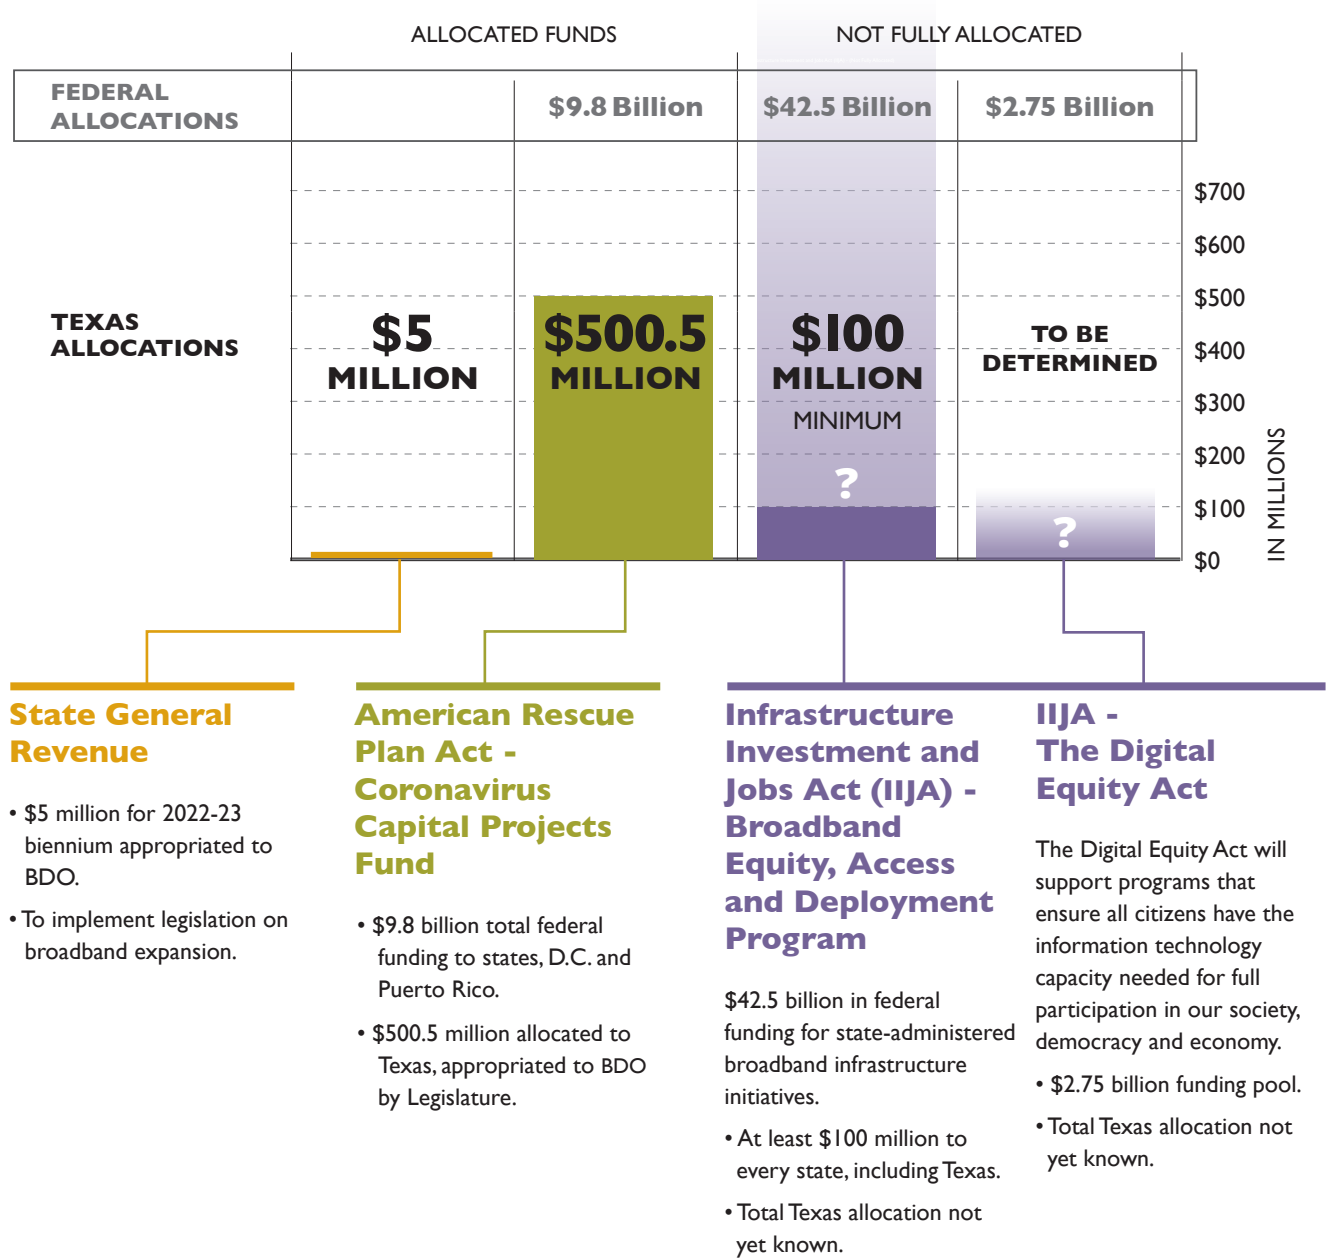 ALLOCATED FUNDS
NOT FULLY ALLOCATED
FEDERAL
ALLOCATIONS
$9.8 Billion
$42.5 Billion
$2.75 Billion
$700
$600
$500
$400
$300
$200
$100
$0
IN MILLIONS
TEXAS
ALLOCATIONS
$5
MILLION
$500.5
MILLION
$100
MILLION
MINIMUM
?
TO BE
DETERMINED
?
State General
Revenue
• $5 million for 2022-23
biennium appropriated to
BDO.
• To implement legislation on
broadband expansion.
American Rescue
Plan Act -
Coronavirus
Capital Projects
Fund
• $9.8 billion total federal
funding to states, D.C. and
Puerto Rico.
• $500.5 million allocated to
Texas, appropriated to BDO
by Legislature.
Infrastructure
Investment and
Jobs Act (IIJA) -
Broadband
Equity, Access
and Deployment
Program
$42.5 billion in federal
funding for state-administered
broadband infrastructure
initiatives.
• At least $100 million to
every state, including Texas.
• Total Texas allocation not
yet known.
IIJA -
The Digital
Equity Act
The Digital Equity Act will
support programs that
ensure all citizens have the
information technology
capacity needed for full
participation in our society,
democracy and economy.
• $2.75 billion funding pool.
• Total Texas allocation not
yet known.